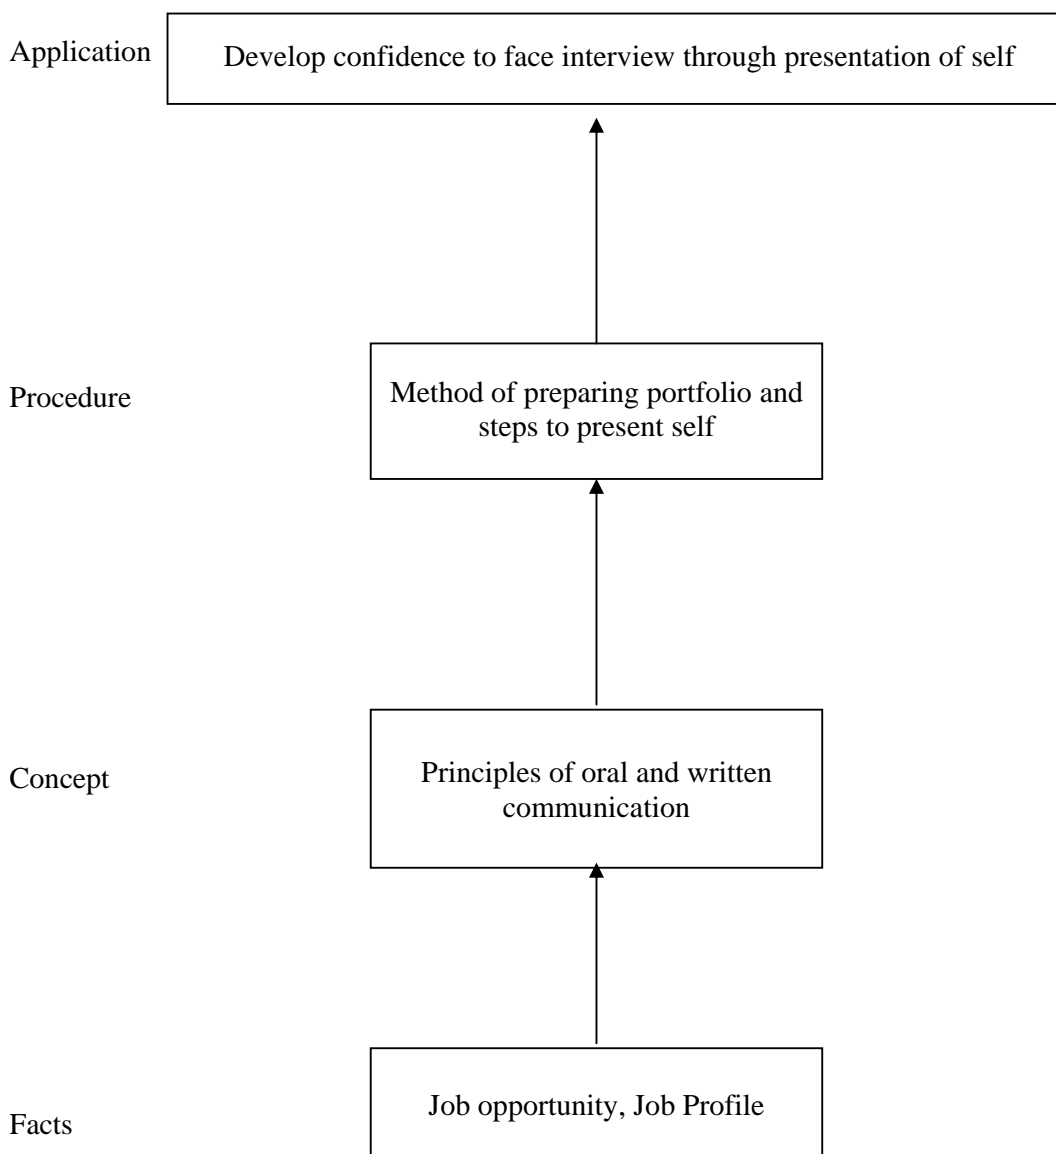 Application
Develop confidence to face interview through presentation of self
Procedure
Method of preparing portfolio and
steps to present self
Concept
Principles of oral and written
communication
Facts
Job opportunity, Job Profile